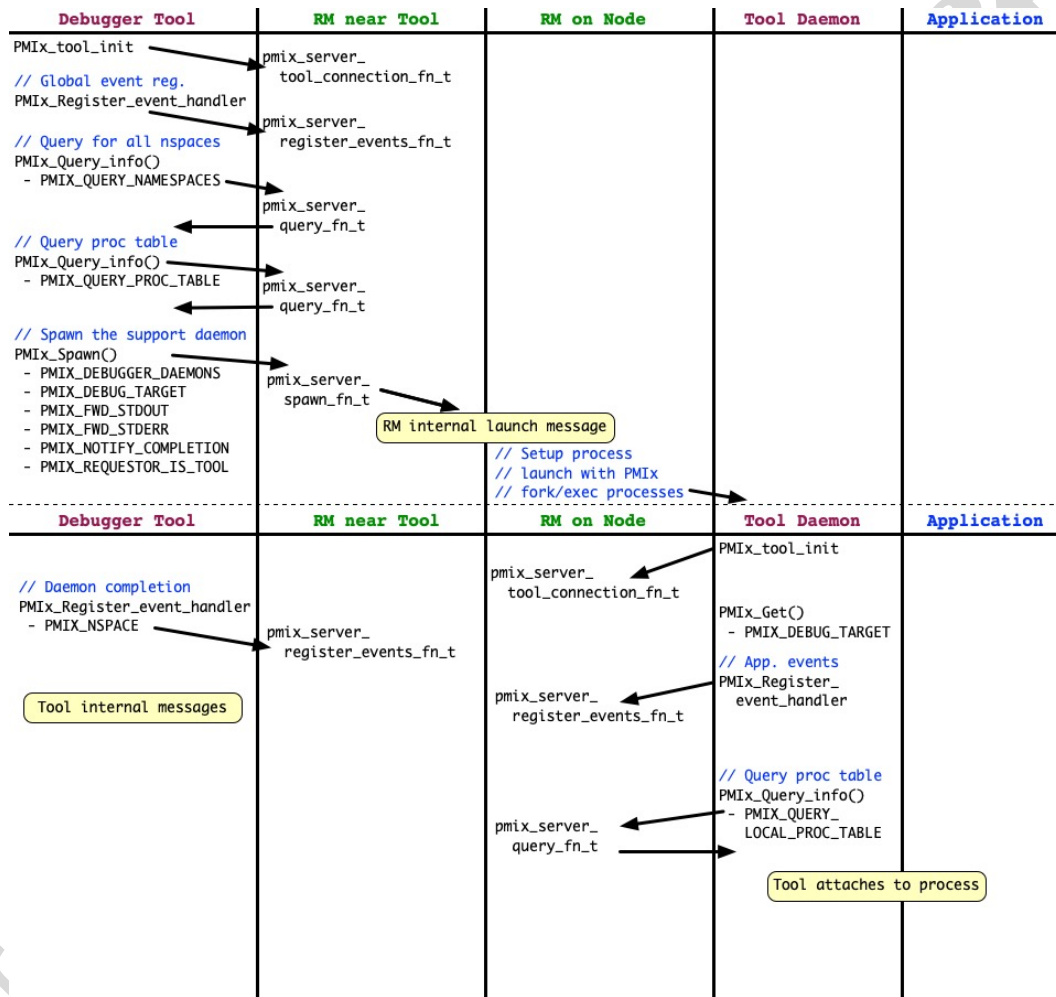 Debugger Tool
RM near Tool
RM on Node
Tool Daemon
Application
PMIx_tool_init
pmix_server_
tool_connection_fn_t
// Global event reg.
PMIx_Register_event_handler
pmix_server_
register_events_fn_t
// Query for all nspaces
PMIx_Query_info()
- PMIX_QUERY_NAMESPACES
pmix_server_
query_fn_t
// Query proc table
PMIx_Query_info()
- PMIX_QUERY_PROC_TABLE
pmix_server_
query_fn_t
// Spawn the support daemon
PMIx_Spawn()
- PMIX_DEBUGGER_DAEMONS
- PMIX_DEBUG_TARGET
- PMIX_FWD_STDOUT
- PMIX_FWD_STDERR
- PMIX_NOTIFY_COMPLETION
- PMIX_REQUESTOR_IS_TOOL
pmix_server_
spawn_fn_t
RM internal launch message
// Setup process
// launch with PMIx
// fork/exec processes
Debugger Tool
RM near Tool
RM on Node
Tool Daemon
Application
PMIx_tool_init
pmix_server_
tool_connection_fn_t
// Daemon completion
PMIx_Register_event_handler
- PMIX_NSPACE
pmix_server_
register_events_fn_t
PMIx_Get()
- PMIX_DEBUG_TARGET
// App. events
PMIx_Register_
event_handler
pmix_server_
register_events_fn_t
Tool internal messages
// Query proc table
PMIx_Query_info()
- PMIX_QUERY_
LOCAL_PROC_TABLE
pmix_server_
query_fn_t
Tool attaches to process